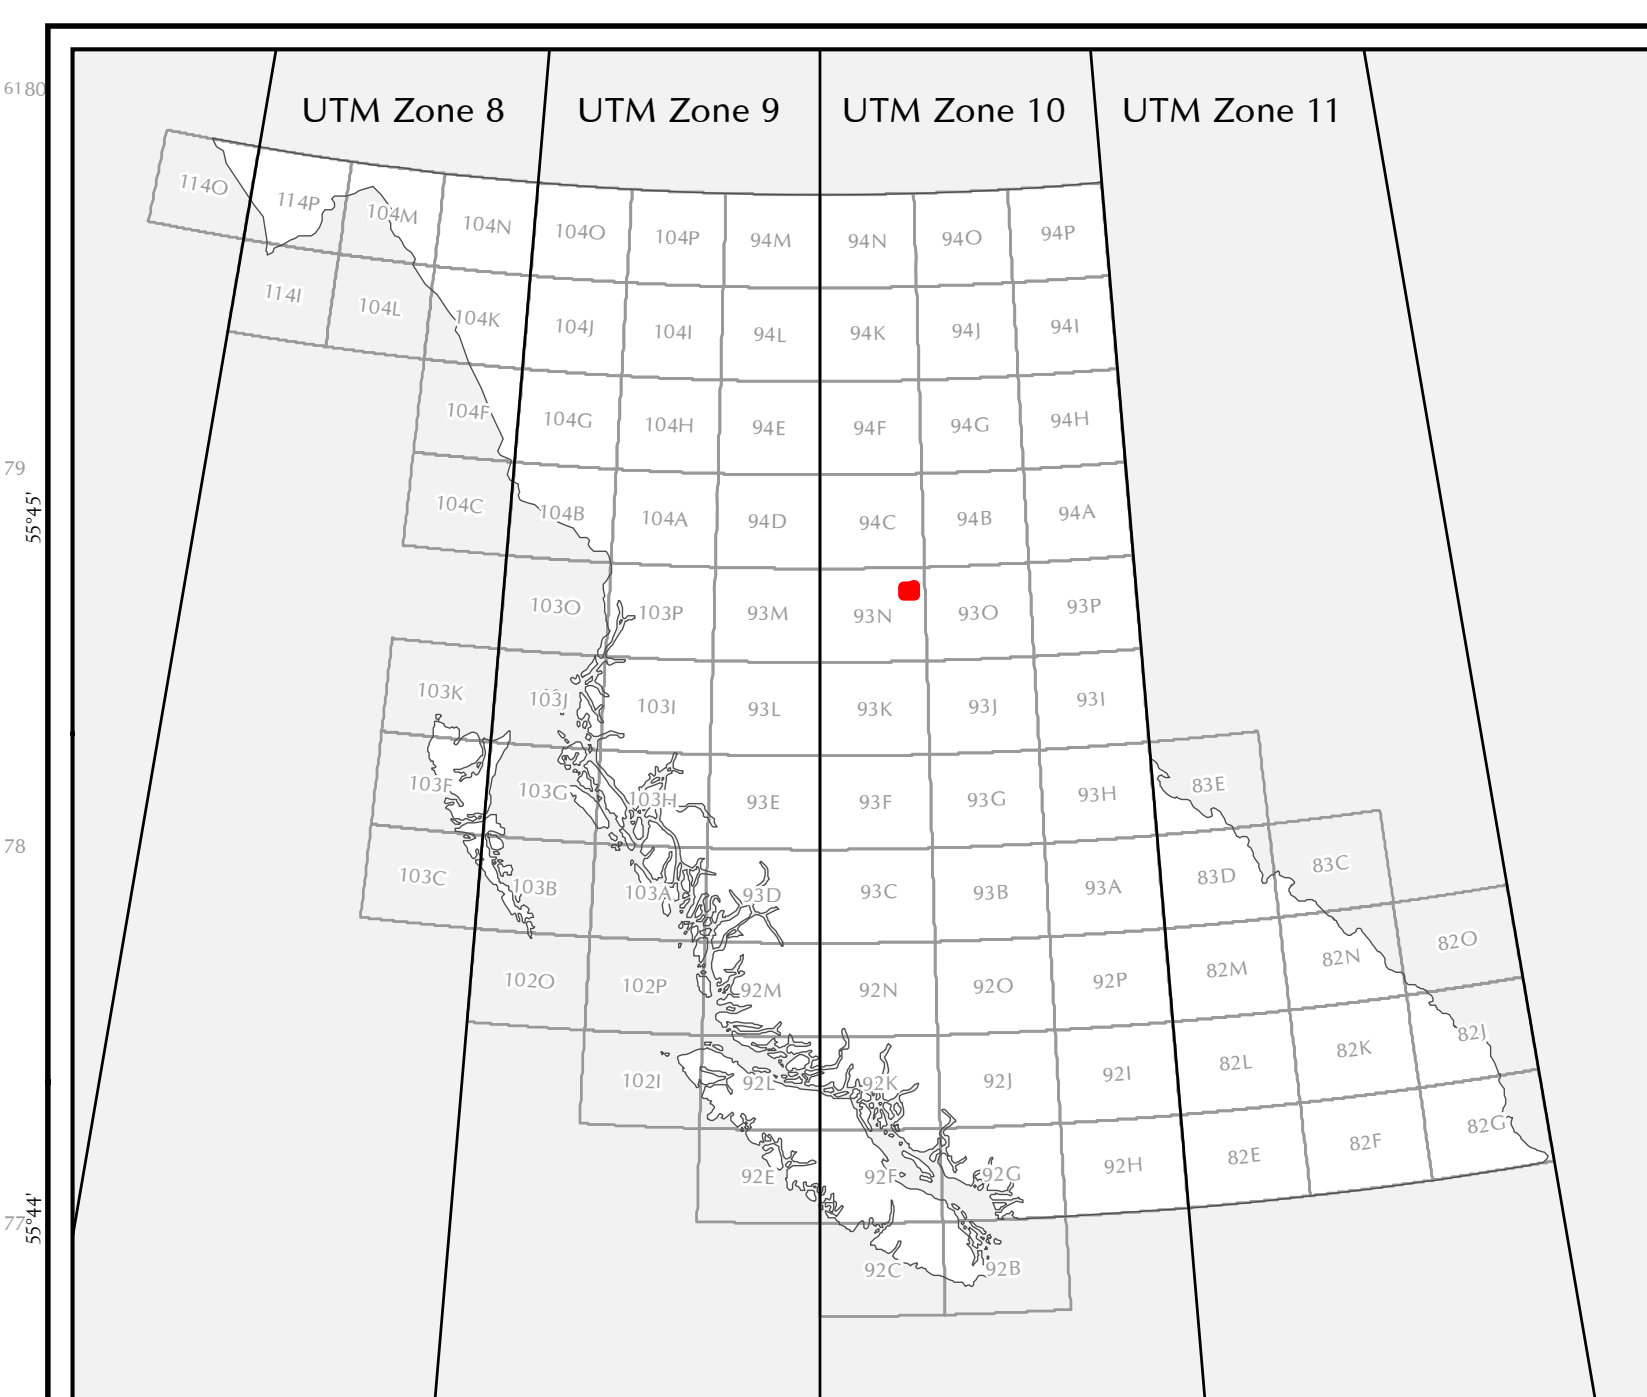 UTM Zone 8 UTM Zone 9 UTM Zone 10 UTM Zone 11
6180
79
55°45'
78
77
55°44'
114O 114P 104M 104N 104O 104P 94M 94N 94O 94P
114I 104L 104K 104J 104I 94L 94K 94J 94I
104F 104G 104H 94E 94F 94G 94H
104C 104B 104A 94D 94C 94B 94A
103O 103P 93M 93N 93O 93P
103K 103J 103I 93L 93K 93J 93I
103F 103G 103H 93E 93F 93G 93H 83E
103C 103B 103A 93D 93C 93B 93A 83D 83C
102O 102P 92M 92N 92O 92P 82M 82N 82O
102I 92L 92K 92J 92I 82L 82K 82J
92E 92F 92G 92H 82E 82F 82G
92C 92B